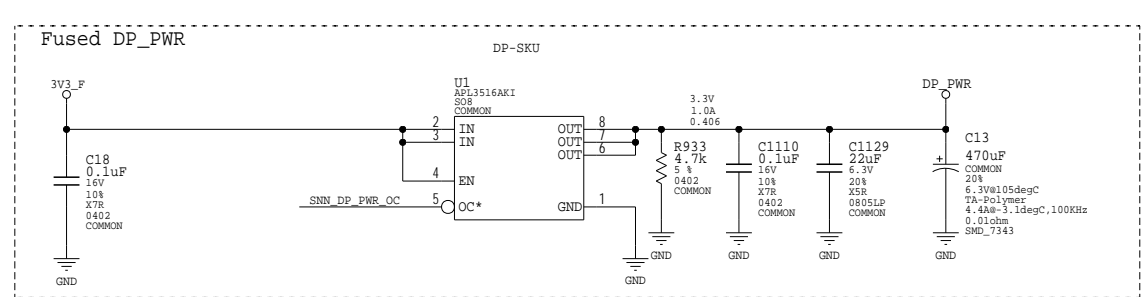 Fused DP_PWR
DP-SKU
3V3_F
U1
APL3516AKI
SO8
COMMON
2 IN
3 IN
4 EN
5 OC*
OUT 8
OUT 7
OUT 6
GND 1
SNN_DP_PWR_OC
C18
0.1uF
16V
10%
X7R
0402
COMMON
GND
GND
3.3V
1.0A
0.406
R933
4.7k
5 %
0402
COMMON
GND
C1110
0.1uF
16V
10%
X7R
0402
COMMON
GND
C1129
22uF
6.3V
20%
X5R
0805LP
COMMON
GND
DP_PWR
C13
+
470uF
COMMON
20%
6.3V@105degC
TA-Polymer
4.4A@-3.1degC,100KHz
0.01ohm
SMD_7343
GND